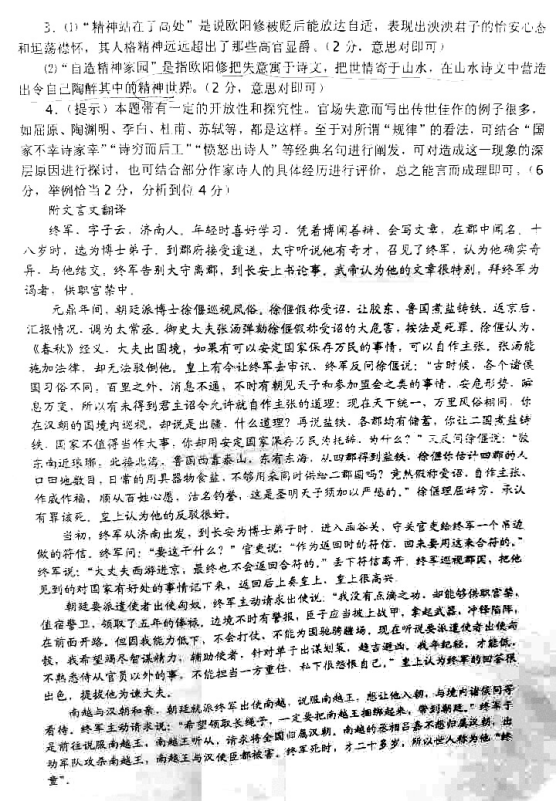 3．(1)“精神站在了高处”是说欧阳修被贬后能放达自适，表现出泱泱君子的恰安心态
和坦荡襟怀，其人格精神远远超出了那些高官显爵。(2分，意思对即可)
(2)“自造精神家园”是指欧阳修把失意寓于诗文，把世情寄于山水，在山水诗文中营造
出令自己陶醉其中的精神世界。(2分，意思对即可)
4．(提示)本题带有一定的开放性和探究性。官场失意而写出传世佳作的例子很多，
如屈原、陶渊明、李白、杜甫、苏轼等，都是这样。至于对所谓“规律”的看法，可结合“国
家不幸诗家幸”“诗穷而后工”“愤怒出诗人”等经典名句进行阐发，可对造成这一现象的深
层原因进行探讨，也可结合部分作家诗人的具体经历进行评价，总之能言而成理即可。(6
分，举例恰当2分，分析到位4分)
附文言文翻译
终军，字子云，济南人。年轻时喜好学习，凭着博闻善辩、会写文章，在郡中闻名。十
八岁时，选为博士弟子。到郡府接受遣送，太守听说他有奇才，召见了终军，认为他确实奇
异，与他结交。终军告别太守离郡，到长安上书论事。武帝认为他的文章很特别，拜终军为
谒者，供职宫禁中。
元鼎年间，朝廷派博士徐偃巡视风俗。徐偃假称受诏，让胶东、鲁国煮盐铸铁。返京后，
汇报情况，调为太常丞。御史大夫张汤弹劾徐偃假称受诏的大危害，按法是死罪。徐偃认为，
《春秋》经义，大夫出国境，如果有可以安定国家保存万民的事情，可以自作主张。张汤能
施加法律，却无法驳倒他。皇上有令让终军去审讯，终军反问徐偃说：“古时候，各个诸侯
国习俗不同，百里之外，消息不通，不时有朝见天子和参加盟会之类的事情，安危形势，瞬
息万变，所以有未得到君主诏令允许就自作主张的道理；现在天下统一，万里风俗相同，你
在汉朝的国境内巡视，却说是出疆，什么道理？再说盐铁，各郡均有储蓄，你让二国煮盐铸
铁，国家不值得当作大事，你却用安定国家保存万民为托辞，为什么？”又反问徐偃说：“胶
东南近琅琊，北接北海，鲁国西靠泰山，东有东海，从四郡得到盐铁。徐偃你估计四郡的人
口田地数目，日常的用具器物食盐，不够用来同时供给二郡国吗？竟然假称受诏，自作主张、
作威作福，顺从百姓心愿，沽名钓誉，这是圣明天子须加以严惩的。”徐偃理屈辞穷，承认
有罪该死。皇上认为他的反驳很好。
当初，终军从济南出发，到长安为博士弟子时，进入函谷关，守关官吏给终军一个帛边
做的符信。终军问：“要这干什么？”官吏说：“作为返回时的符信，回来要用这来合符的。”
终军说：“大丈夫西游进京，最终也不会返回合符的。”丢下符信离开。终军巡视郡国，把他
见到的对国家有好处的事情记下来，返回后上奏皇上，皇上很高兴。
朝廷要派遣使者出使匈奴，终军主动请求出使说：“我没有点滴之功，却能够供职宫禁，
值宿警卫，领取了五年的俸禄。边境不时有警报，臣子应当披上战甲，拿起武器，冲锋陷阵，
在前面开路。但因我能力低下，不会打仗，不能为国驰骋疆场。现在听说要派遣使者出使匈
奴，我希望竭尽智谋精力，辅助使者，针对单于出谋划策，趋吉避凶。我年纪轻，才能低，
不熟悉待从官员以外的事，不能担当一方重任，私下很怨恨自己。”皇上认为终军的回答很
出色，提拔他为谏大夫。
南越与汉朝和亲，朝廷就派终军出使南越，说服南越王，想让他入朝，与境内诸侯同等
看待。终军主动请求说：“希望领取长绳子，一定要把南越王捆绑起来，带到朝廷。”终军于
是前往说服南越王，南越王听从，请求将全国归属汉朝。南越的丞相吕嘉不想归属汉朝，出
动军队攻杀南越王，南越王与汉使臣都被害。终军死时，才二十多岁，所以世人称为他“终
童”。